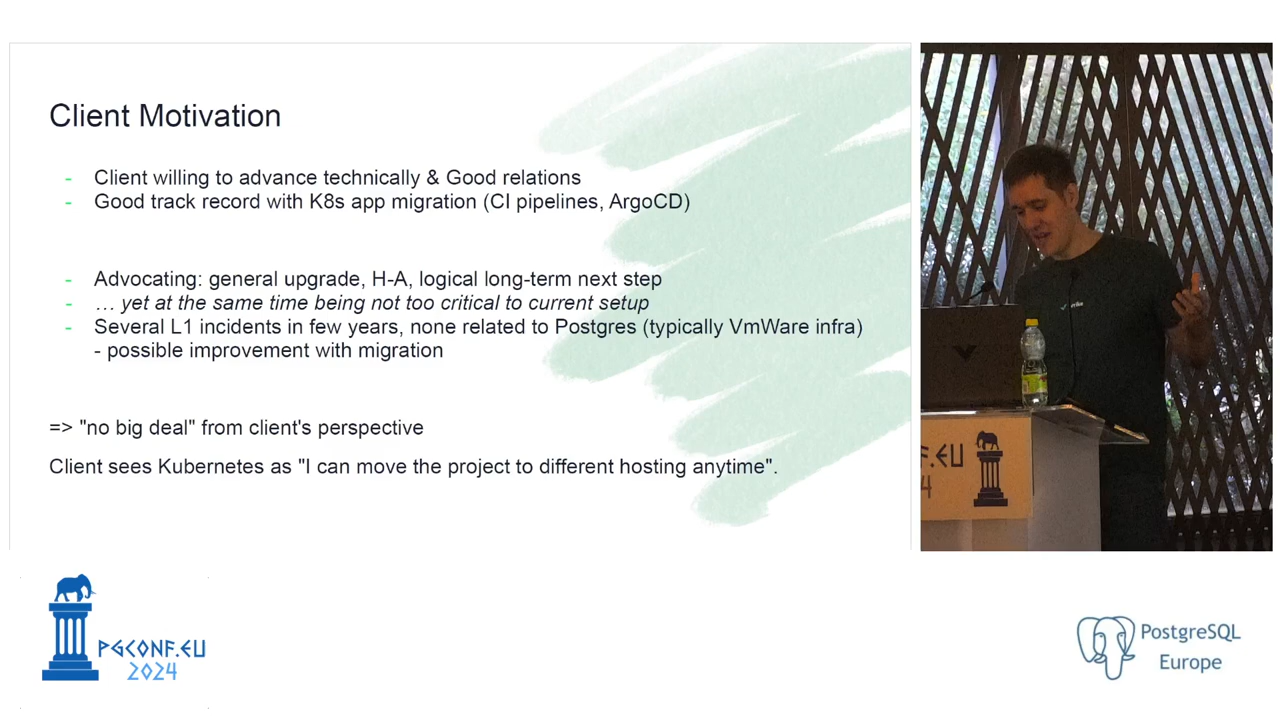 Client Motivation
- Client willing to advance technically & Good relations
- Good track record with K8s app migration (CI pipelines, ArgoCD)
- Advocating: general upgrade, H-A, logical long-term next step
- … yet at the same time being not too critical to current setup
- Several L1 incidents in few years, none related to Postgres (typically VmWare infra)
- possible improvement with migration
=> "no big deal" from client's perspective
Client sees Kubernetes as "I can move the project to different hosting anytime".
F.EU
4
PGCONF.EU
2024
PostgreSQL
Europe